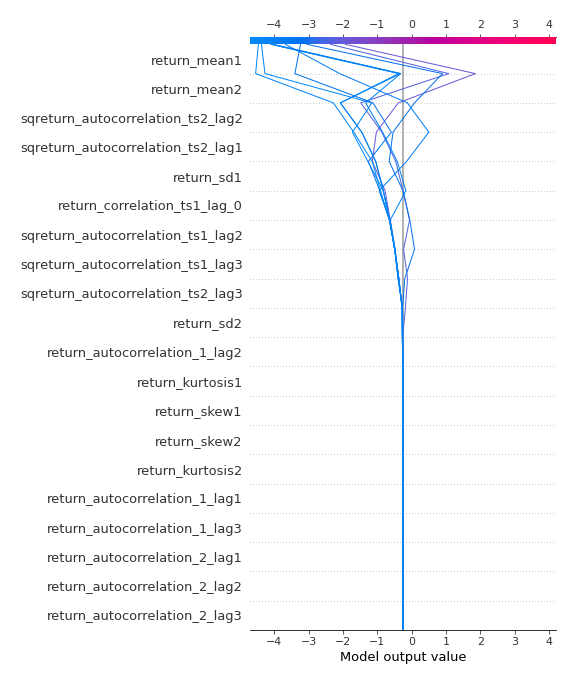 −4 −3 −2 −1 0 1 2 3 4
return_mean1
return_mean2
sqreturn_autocorrelation_ts2_lag2
sqreturn_autocorrelation_ts2_lag1
return_sd1
return_correlation_ts1_lag_0
sqreturn_autocorrelation_ts1_lag2
sqreturn_autocorrelation_ts1_lag3
sqreturn_autocorrelation_ts2_lag3
return_sd2
return_autocorrelation_1_lag2
return_kurtosis1
return_skew1
return_skew2
return_kurtosis2
return_autocorrelation_1_lag1
return_autocorrelation_1_lag3
return_autocorrelation_2_lag1
return_autocorrelation_2_lag2
return_autocorrelation_2_lag3
−4 −3 −2 −1 0 1 2 3 4
Model output value